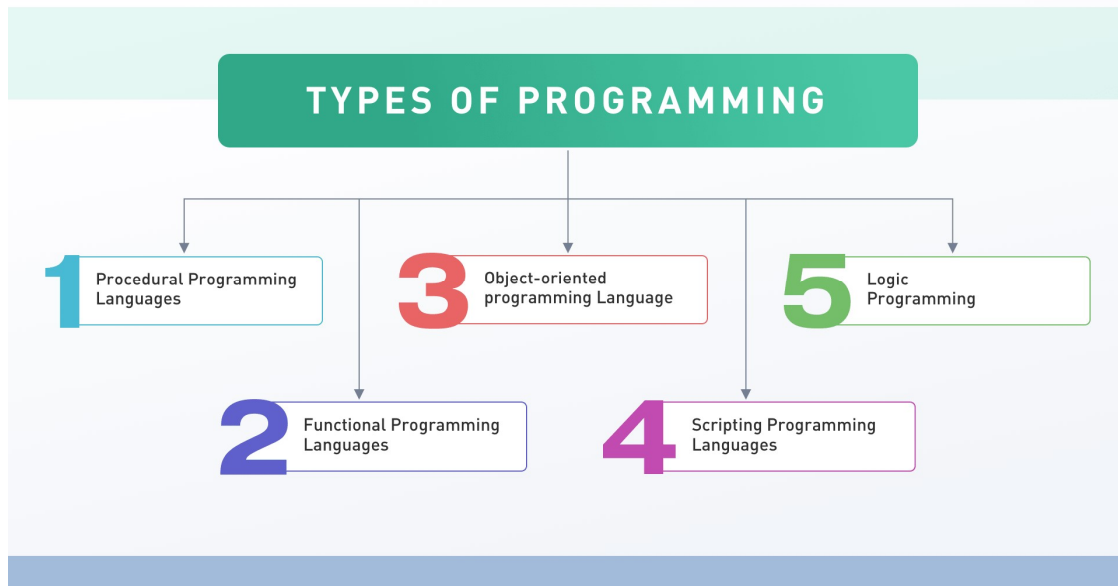 TYPES OF PROGRAMMING
1
Procedural Programming
Languages
2
Functional Programming
Languages
3
Object-oriented
programming Language
4
Scripting Programming
Languages
5
Logic
Programming